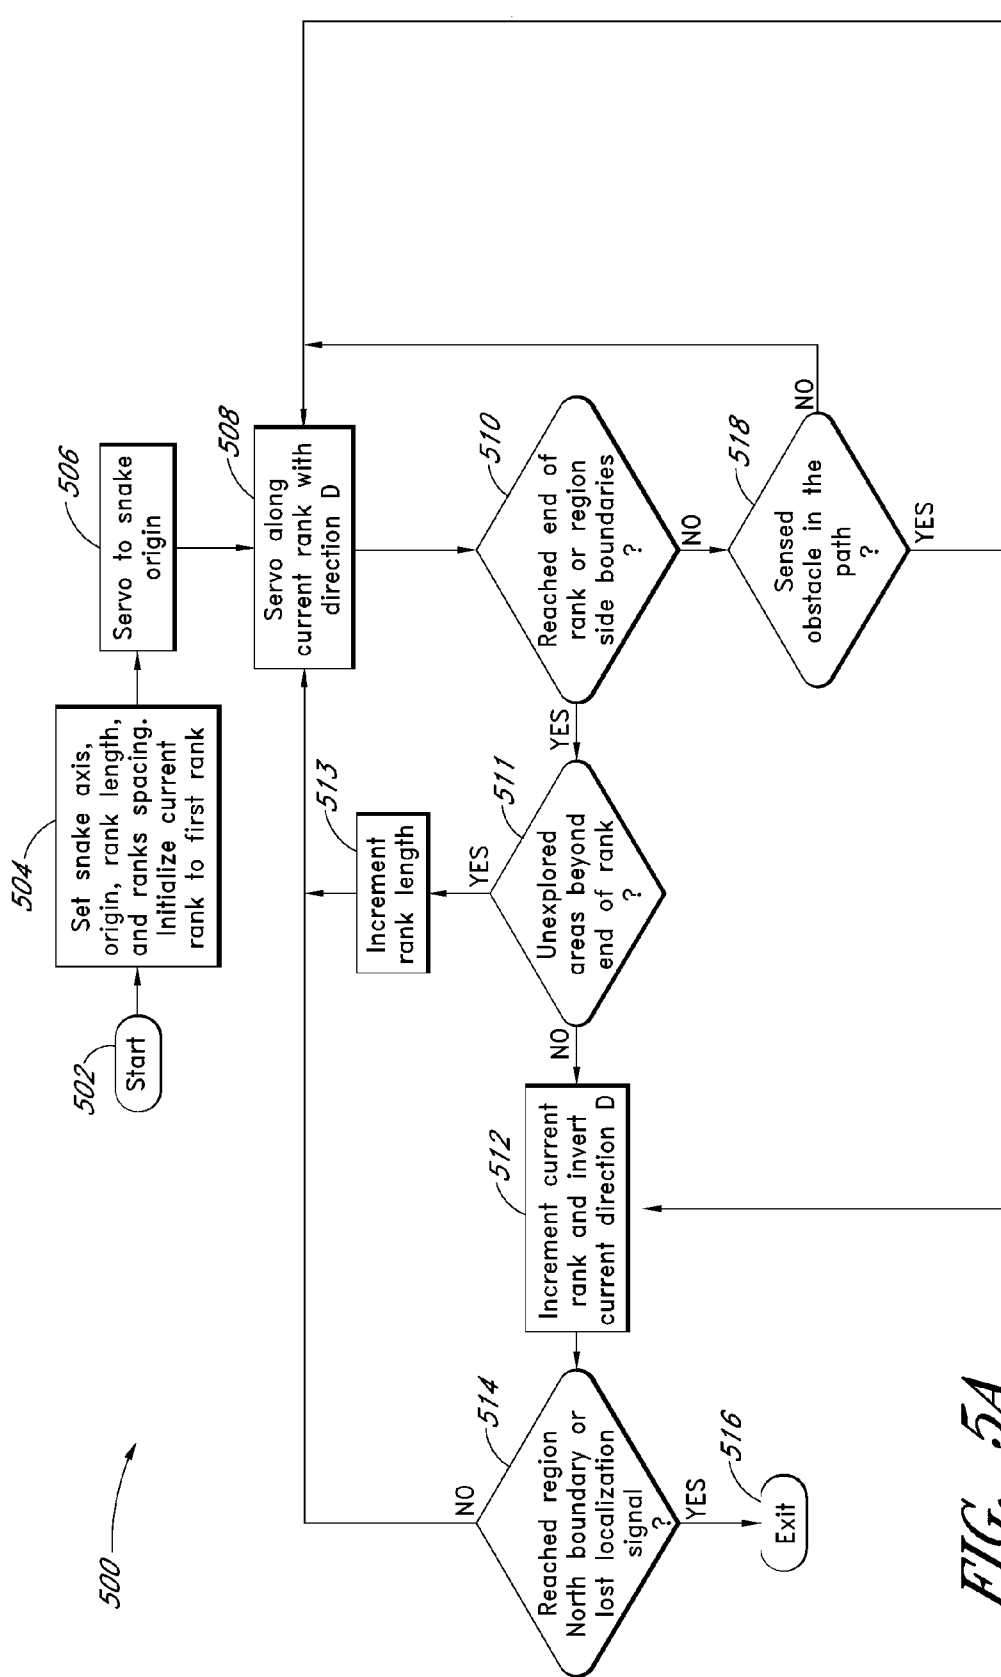 500
502
Start
504
Set snake axis,
origin, rank length,
and ranks spacing.
Initialize current
rank to first rank
506
Servo to snake
origin
508
Servo along
current rank with
direction D
510
Reached end of
rank or region
side boundaries
?
YES
NO
511
Unexplored
areas beyond
end of rank
?
YES
NO
513
Increment
rank length
512
Increment current
rank and invert
current direction D
514
Reached region
North boundary or
lost localization
signal
?
NO
YES
516
Exit
518
Sensed
obstacle in the
path
?
NO
YES
FIG. 5A